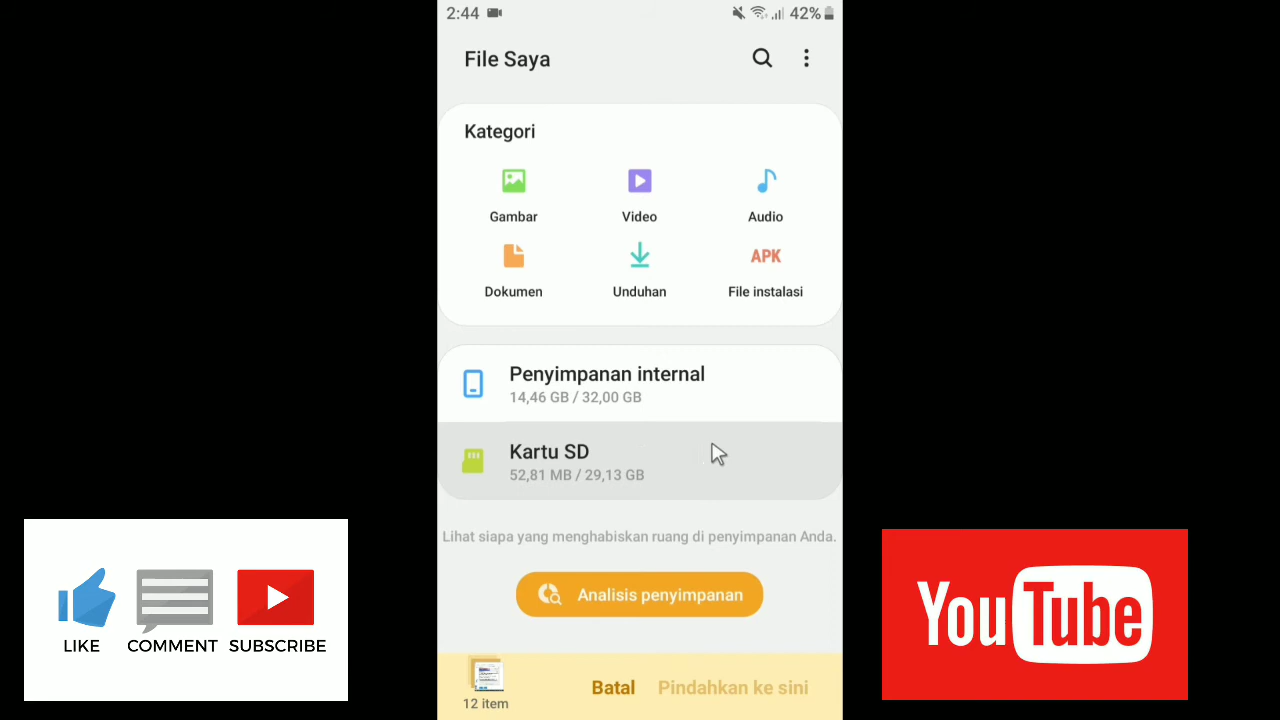 2:44
42%
File Saya
Kategori
Gambar
Video
Audio
Dokumen
Unduhan
APK
File instalasi
Penyimpanan internal
14,46 GB / 32,00 GB
Kartu SD
52,81 MB / 29,13 GB
Lihat siapa yang menghabiskan ruang di penyimpanan Anda.
Analisis penyimpanan
12 item
Batal
Pindahkan ke sini
LIKE
COMMENT
SUBSCRIBE
YouTube